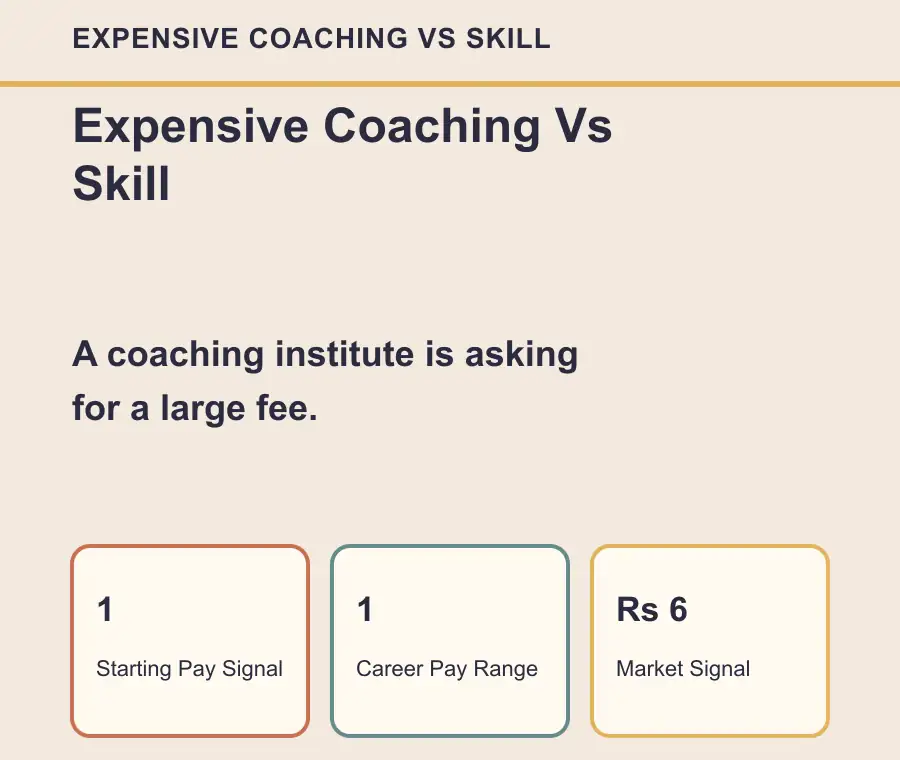 EXPENSIVE COACHING VS SKILL
Expensive Coaching Vs
Skill
A coaching institute is asking
for a large fee.
1
Starting Pay Signal
1
Career Pay Range
Rs 6
Market Signal